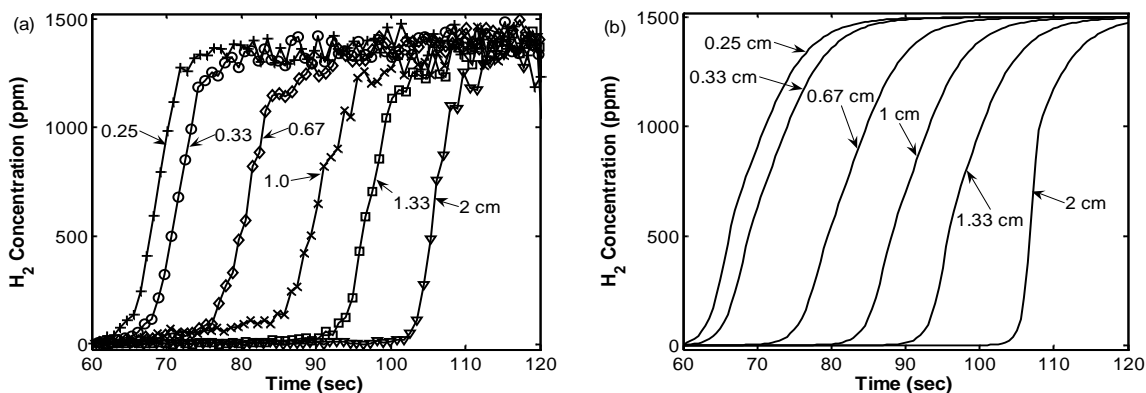 (a)
H2 Concentration (ppm)
1500
1000
500
0
0.25
0.33
0.67
1.0
1.33
2 cm
60 70 80 90 100 110 120
Time (sec)
(b)
H2 Concentration (ppm)
1500
1000
500
0
0.25 cm
0.33 cm
0.67 cm
1 cm
1.33 cm
2 cm
60 70 80 90 100 110 120
Time (sec)